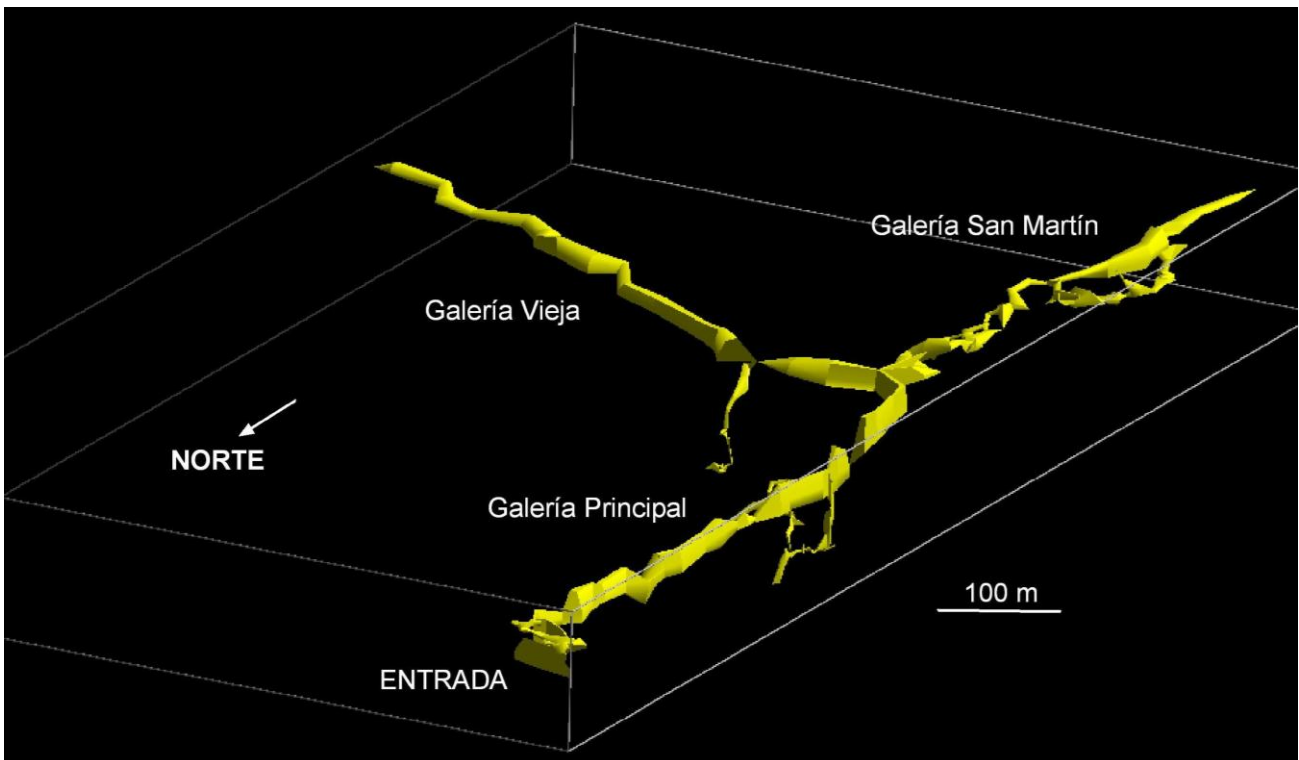 Galería San Martín
Galería Vieja
NORTE
Galería Principal
100 m
ENTRADA